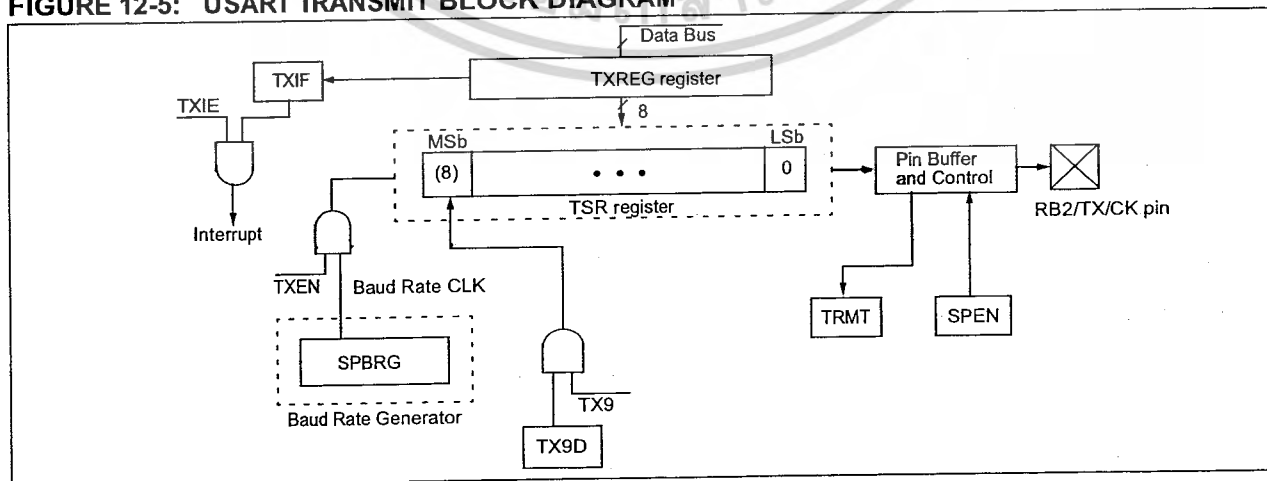 FIGURE 12-5: USART TRANSMIT BLOCK DIAGRAM
Data Bus
TXIF
TXREG register
TXIE
8
MSb
LSb
(8)
• • •
0
Pin Buffer
and Control
TSR register
RB2/TX/CK pin
Interrupt
TXEN
Baud Rate CLK
TRMT
SPEN
SPBRG
TX9
Baud Rate Generator
TX9D